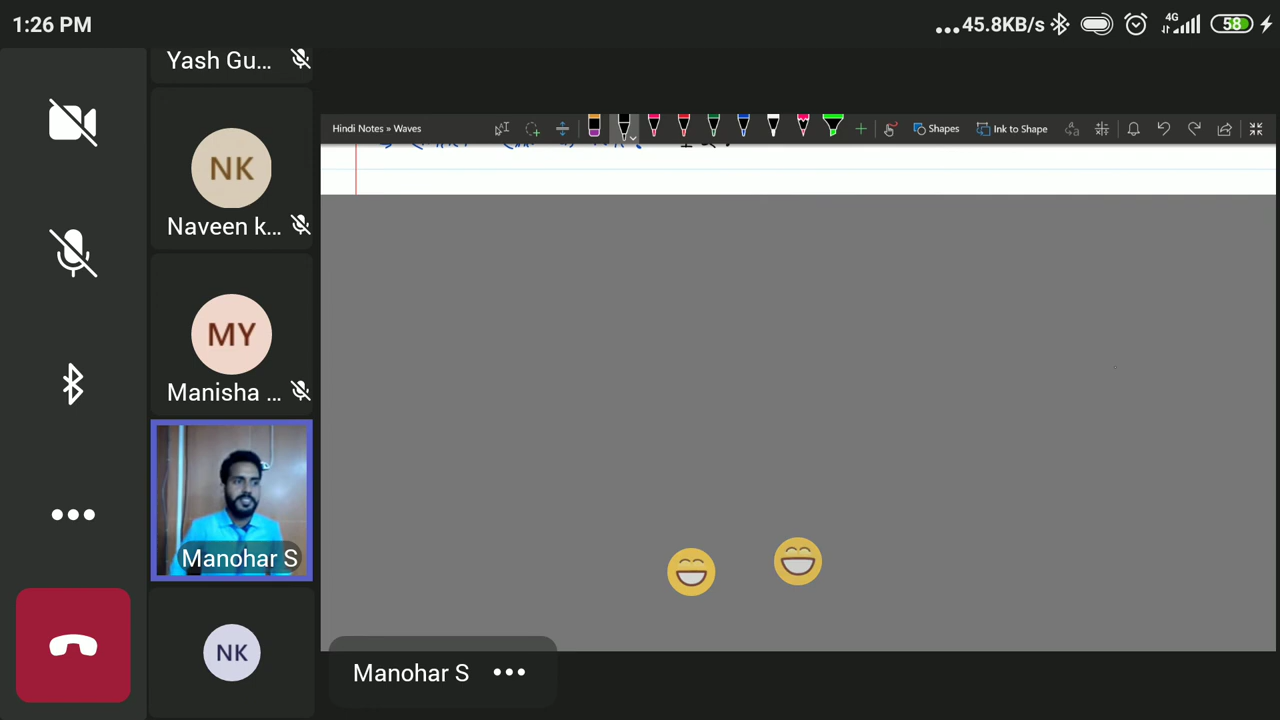 1:26 PM
...45.8KB/s 4G 58
Yash Gu...
NK
Naveen k...
MY
Manisha ...
Manohar S
NK
Hindi Notes » Waves
Shapes
Ink to Shape
Manohar S